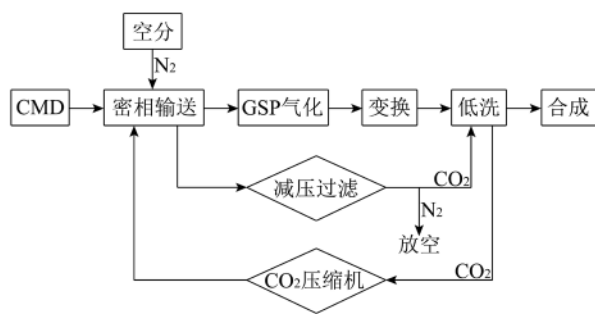 空分
N₂
CMD
密相输送
GSP气化
变换
低洗
合成
减压过滤
CO₂
N₂
放空
CO₂压缩机
CO₂